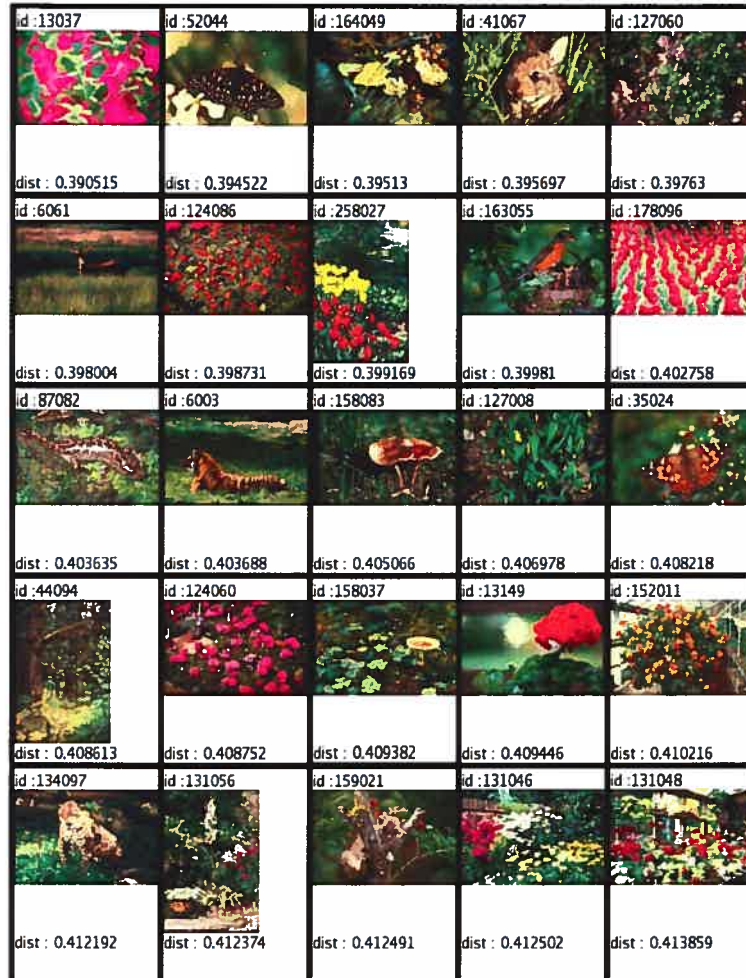 id :13037 id :52044 id :164049 id :41067 id :127060
dist : 0.390515 dist : 0.394522 dist : 0.39513 dist : 0.395697 dist : 0.39763
id :6061 id :124086 id :258027 id :163055 id :178096
dist : 0.398004 dist : 0.398731 dist : 0.399169 dist : 0.39981 dist : 0.402758
id :87082 id :6003 id :158083 id :127008 id :35024
dist : 0.403635 dist : 0.403688 dist : 0.405066 dist : 0.406978 dist : 0.408218
id :44094 id :124060 id :158037 id :13149 id :152011
dist : 0.408613 dist : 0.408752 dist : 0.409382 dist : 0.409446 dist : 0.410216
id :134097 id :131056 id :159021 id :131046 id :131048
dist : 0.412192 dist : 0.412374 dist : 0.412491 dist : 0.412502 dist : 0.413859